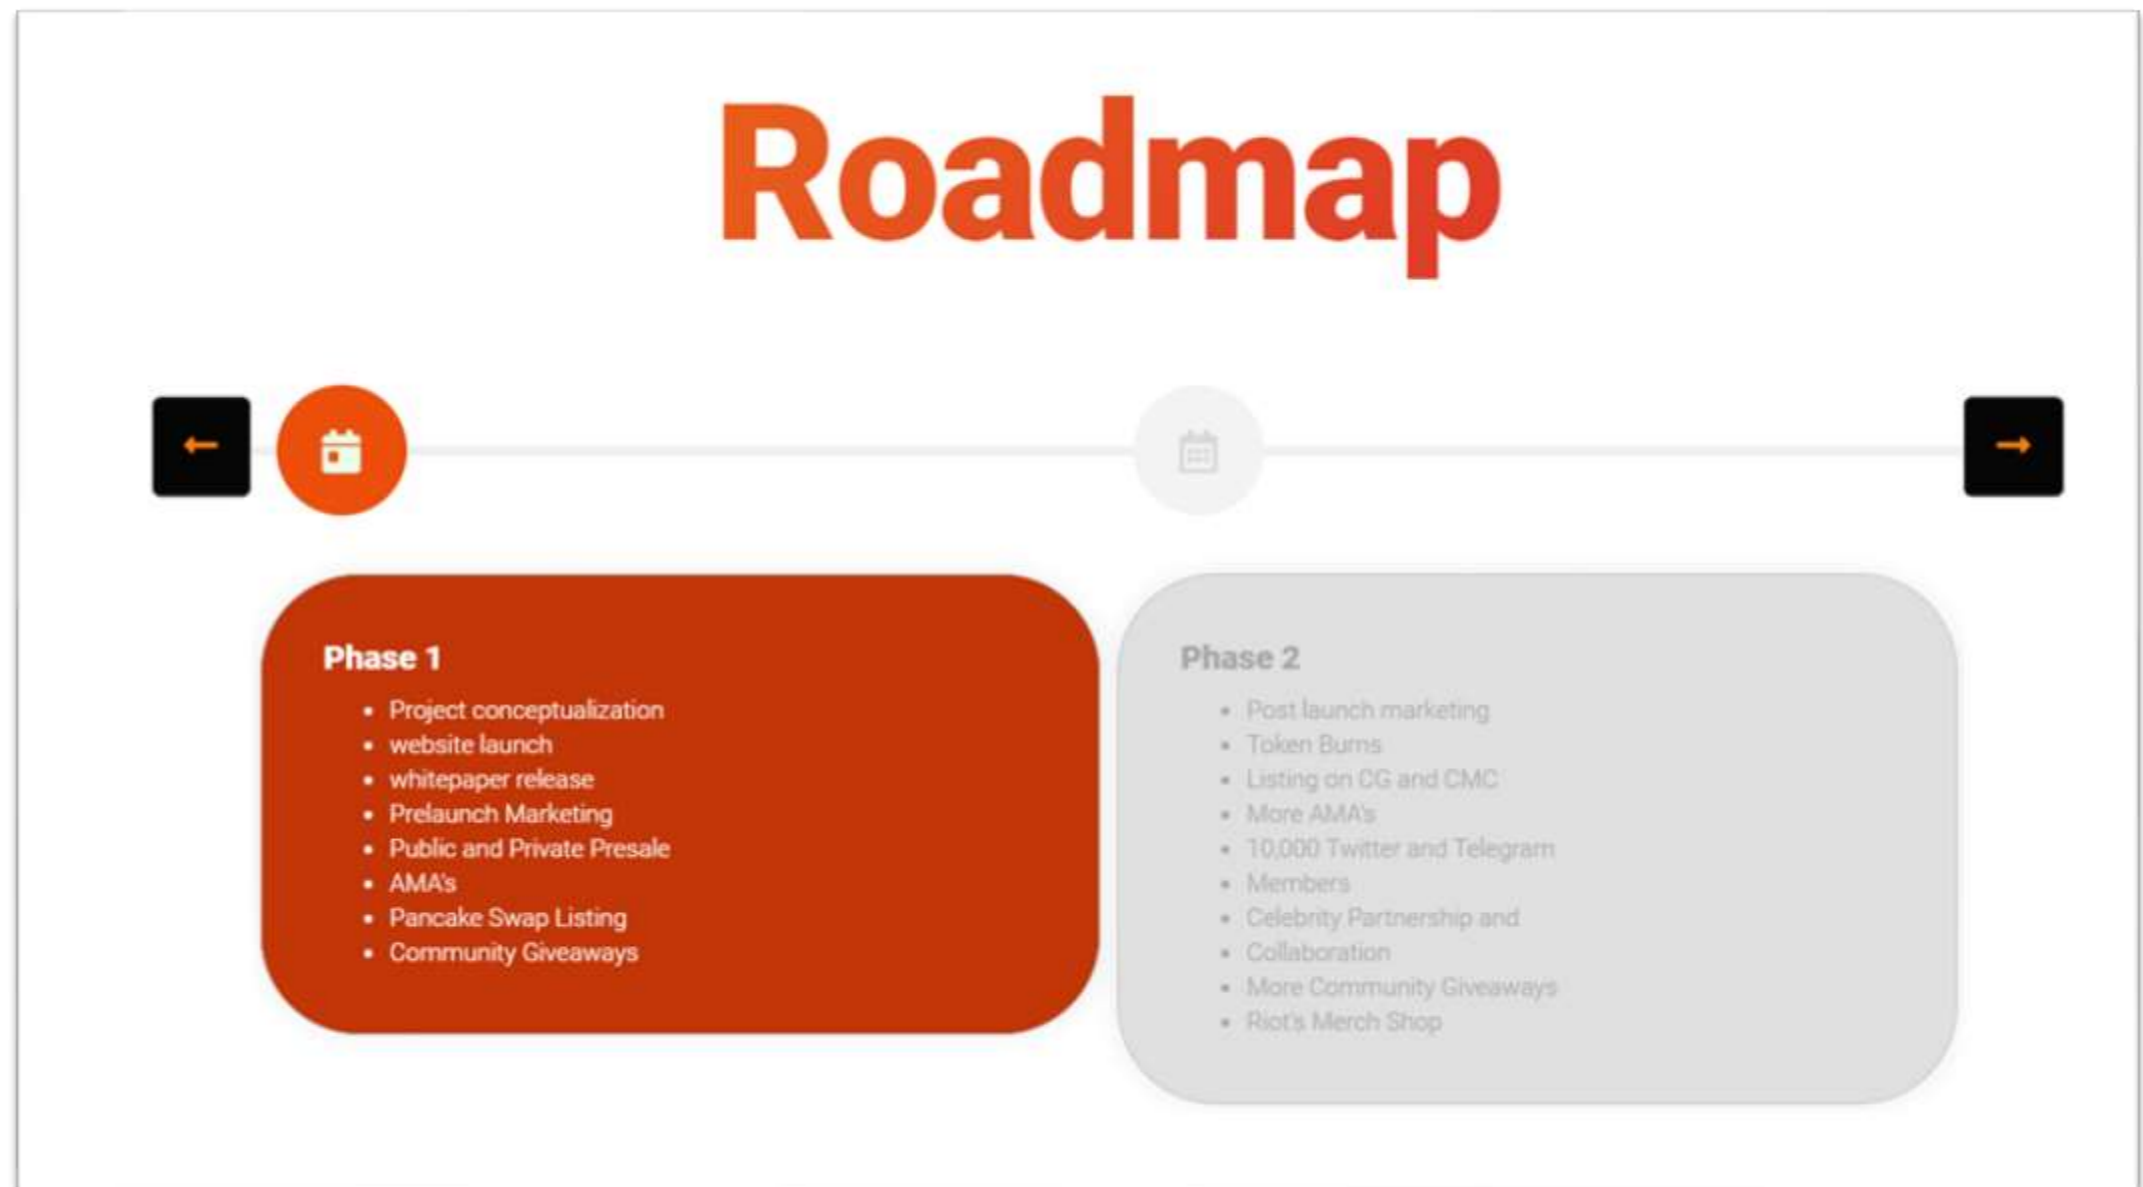 Roadmap
Phase 1
• Project conceptualization
• website launch
• whitepaper release
• Prelaunch Marketing
• Public and Private Presale
• AMA's
• Pancake Swap Listing
• Community Giveaways
Phase 2
• Post launch marketing
• Token Burns
• Listing on CG and CMC
• More AMA's
• 10,000 Twitter and Telegram
• Members
• Celebrity Partnership and
• Collaboration
• More Community Giveaways
• Riot's Merch Shop